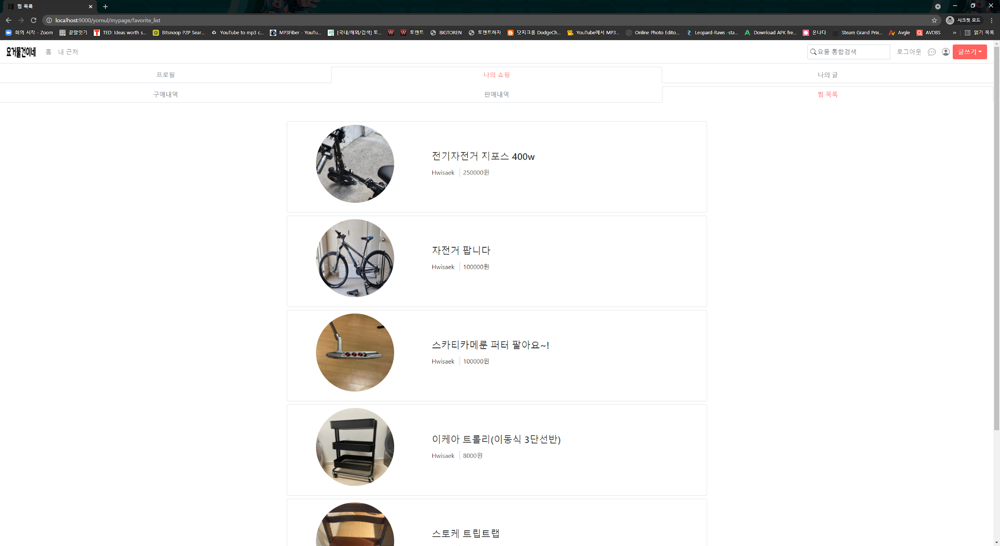 요물 찜 목록
localhost:9000/yomul/mypage/favorite_list
시크릿 모드
회의 시작 - Zoom 끝말잇기 TED: Ideas worth s... Bitsnoop P2P Sear... YouTube to mp3 c... MP3Fiber - YouTu... [국내/해외/검색] 토... 토렌트 BIGTOREN 토렌트하자 닷지크롬 DodgeCh... YouTube에서 MP3... Online Photo Edito... Leopard-Raws -sta... Download APK fre... 온나다 Steam Grand Prix... Avgle AVDBS » 읽기 목록
요거물건이네 홈 내 근처 요물 통합검색 로그아웃 글쓰기
프로필 나의 쇼핑 나의 글
구매내역 판매내역 찜 목록
전기자전거 지포스 400w
Hwisaek 250000원
자전거 팝니다
Hwisaek 100000원
스카티카메룬 퍼터 팔아요~!
Hwisaek 100000원
이케아 트롤리(이동식 3단선반)
Hwisaek 8000원
스토케 트립트랩